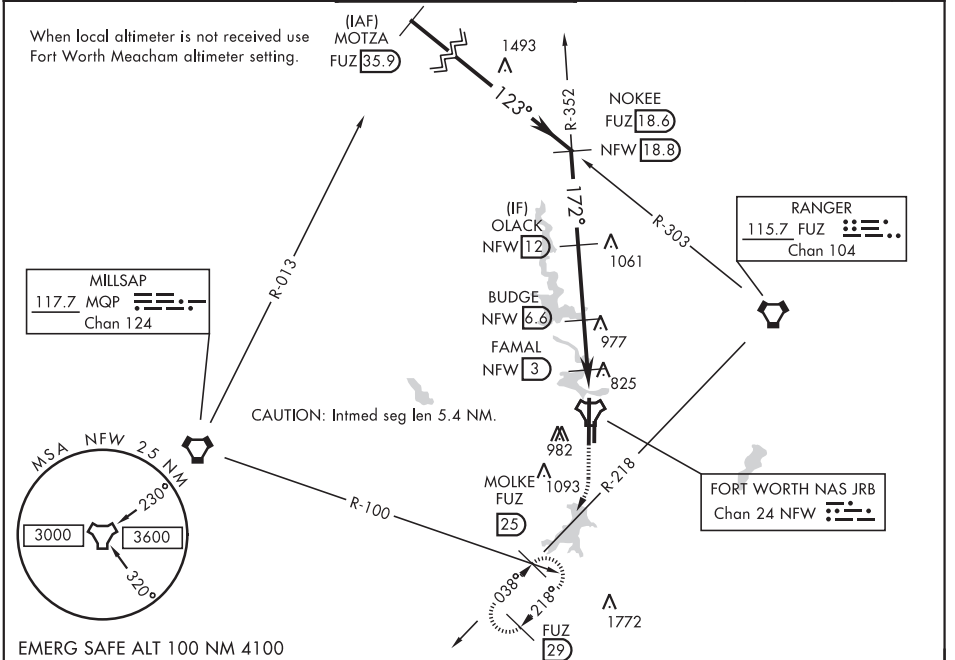 When local altimeter is not received use
Fort Worth Meacham altimeter setting.
(IAF)
MOTZA
FUZ 35.9
1493
123°
R-352
NOKEE
FUZ 18.6
NFW 18.8
172°
R-303
RANGER
115.7 FUZ
Chan 104
(IF)
OLACK
NFW 12
1061
R-013
MILLSAP
117.7 MQP
Chan 124
BUDGE
NFW 6.6
977
FAMAL
NFW 3
825
CAUTION: Intmed seg len 5.4 NM.
982
1093
MOLKE
FUZ
25
R-218
R-100
FORT WORTH NAS JRB
Chan 24 NFW
MSA NFW 25 NM
230°
3000
3600
320°
038°
218°
1772
FUZ
29
EMERG SAFE ALT 100 NM 4100